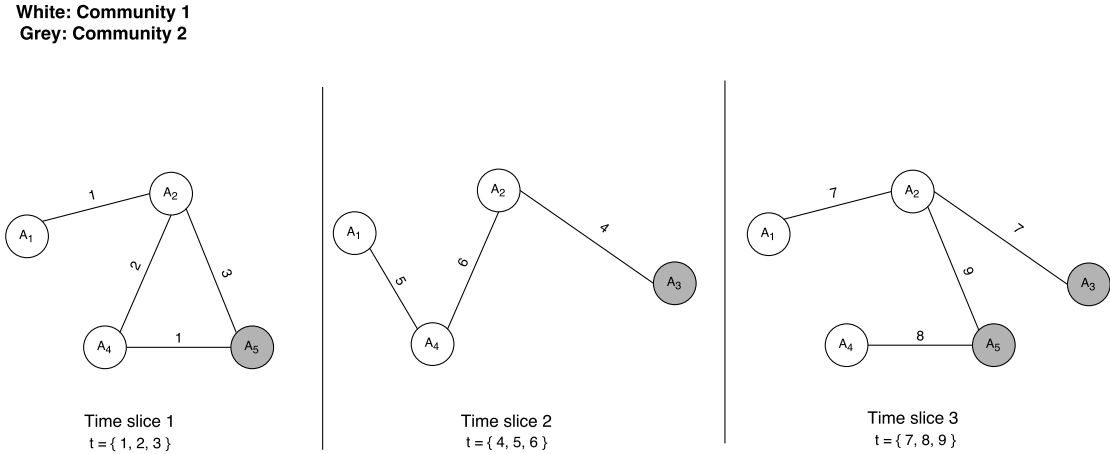 White: Community 1
Grey: Community 2
1
A2
A1
2
3
A4
1
A5
Time slice 1
t = { 1, 2, 3 }
A2
4
A1
5
6
A3
A4
Time slice 2
t = { 4, 5, 6 }
7
A2
7
A1
9
A3
A4
8
A5
Time slice 3
t = { 7, 8, 9 }